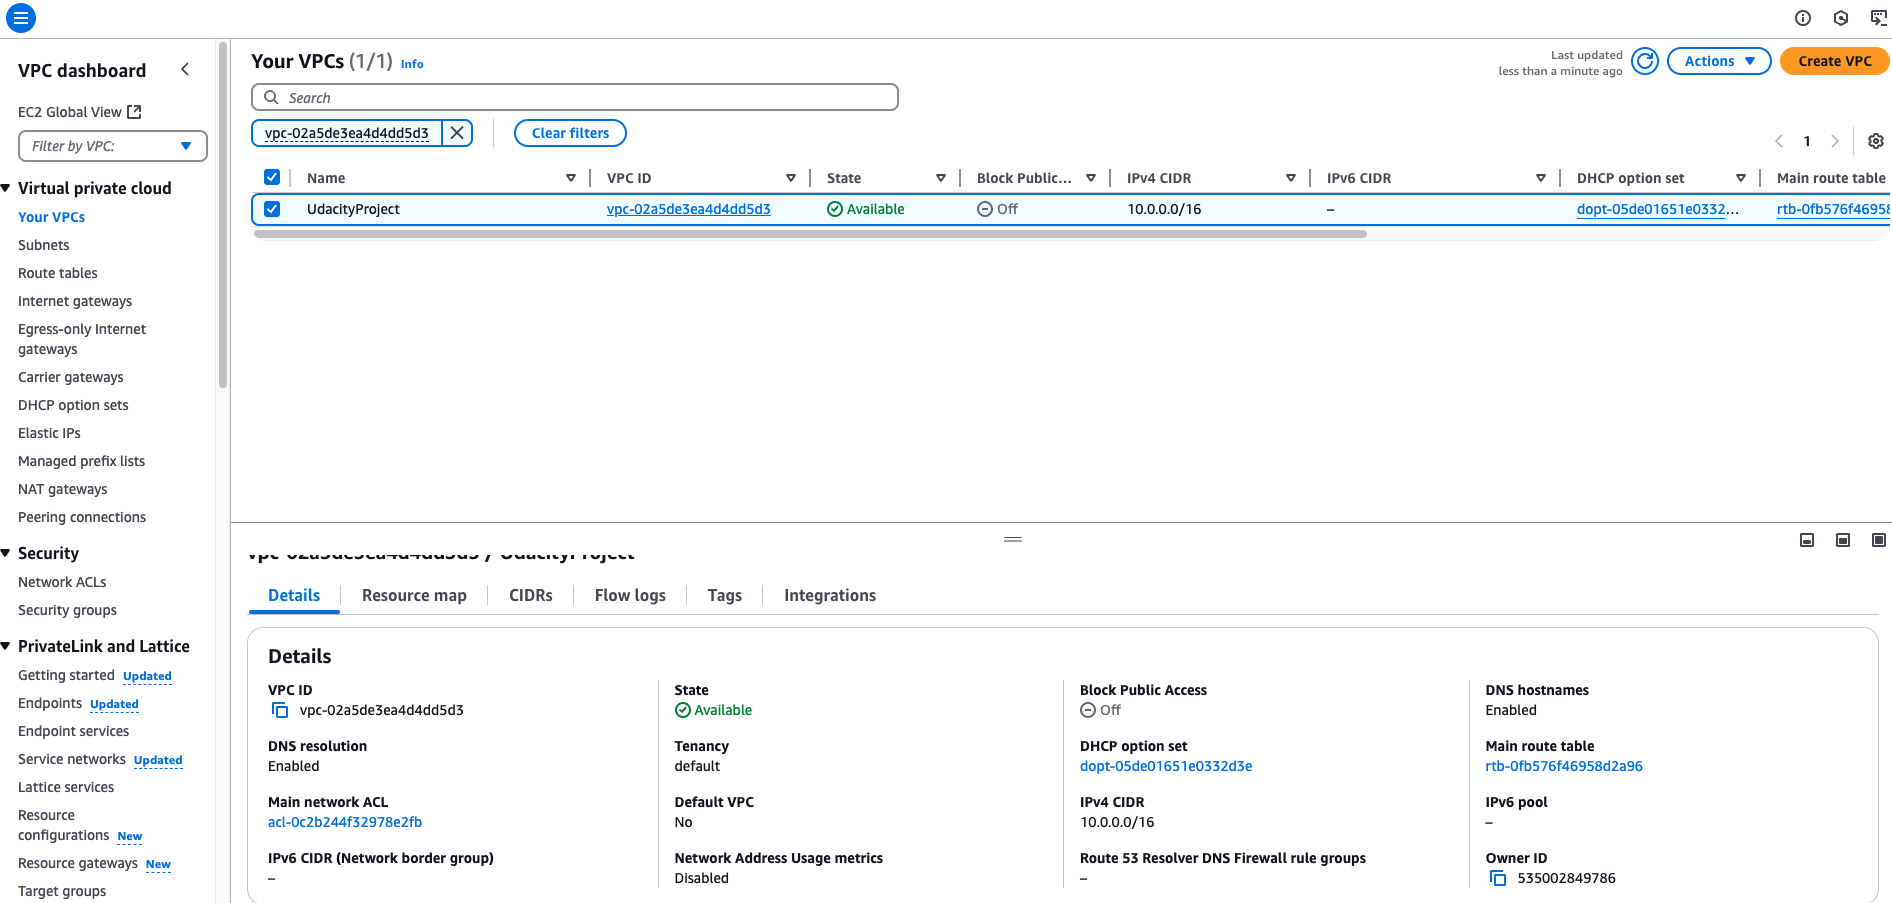 VPC dashboard
EC2 Global View
Filter by VPC:
Virtual private cloud
Your VPCs
Subnets
Route tables
Internet gateways
Egress-only Internet
gateways
Carrier gateways
DHCP option sets
Elastic IPs
Managed prefix lists
NAT gateways
Peering connections
Security
Network ACLs
Security groups
PrivateLink and Lattice
Getting started Updated
Endpoints Updated
Endpoint services
Service networks Updated
Lattice services
Resource
configurations New
Resource gateways New
Target groups
Your VPCs (1/1) Info
Last updated
less than a minute ago
Actions
Create VPC
Search
vpc-02a5de3ea4d4dd5d3
Clear filters
1
Name VPC ID State Block Public... IPv4 CIDR IPv6 CIDR DHCP option set Main route table
UdacityProject vpc-02a5de3ea4d4dd5d3 Available Off 10.0.0.0/16 – dopt-05de01651e0332... rtb-0fb576f46958
vpc-02a5de3ea4d4dd5d3 / UdacityProject
Details Resource map CIDRs Flow logs Tags Integrations
Details
VPC ID
vpc-02a5de3ea4d4dd5d3
State
Available
Block Public Access
Off
DNS hostnames
Enabled
DNS resolution
Enabled
Tenancy
default
DHCP option set
dopt-05de01651e0332d3e
Main route table
rtb-0fb576f46958d2a96
Main network ACL
acl-0c2b244f32978e2fb
Default VPC
No
IPv4 CIDR
10.0.0.0/16
IPv6 pool
–
IPv6 CIDR (Network border group)
–
Network Address Usage metrics
Disabled
Route 53 Resolver DNS Firewall rule groups
–
Owner ID
535002849786